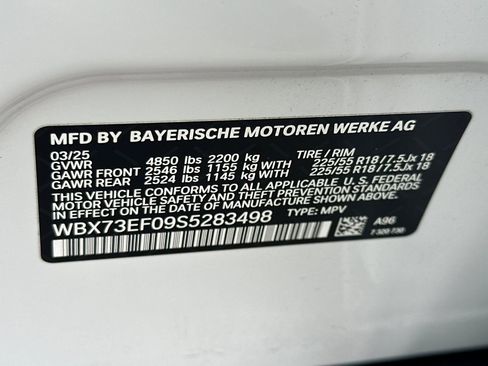 MFD BY BAYERISCHE MOTOREN WERKE AG
03/25 TIRE / RIM
GVWR 4850 lbs 2200 kg
GAWR FRONT 2546 lbs 1155 kg WITH 225/55 R18 / 7.5Jx 18
GAWR REAR 2524 lbs 1145 kg WITH 225/55 R18 / 7.5Jx 18
THIS VEHICLE CONFORMS TO ALL APPLICABLE U.S. FEDERAL
MOTOR VEHICLE SAFETY, BUMPER, AND THEFT PREVENTION
STANDARDS IN EFFECT ON THE DATE OF MANUFACTURE SHOWN ABOVE.
WBX73EF09S5283498 TYPE: MPV
A96